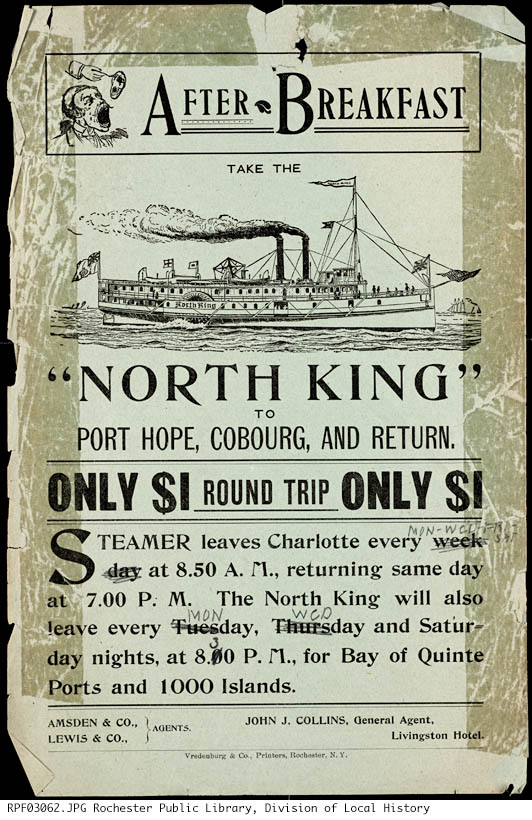 AFTER BREAKFAST
TAKE THE
North King
"NORTH KING"
TO
PORT HOPE, COBOURG, AND RETURN.
ONLY $1 ROUND TRIP ONLY $1
MON-WED-FRI
SAT
STEAMER leaves Charlotte every week
day at 8.50 A. M., returning same day
at 7.00 P. M. The North King will also
MON WED
leave every Tuesday, Thursday and Satur-
3
day nights, at 8.00 P. M., for Bay of Quinte
Ports and 1000 Islands.
AMSDEN & CO., LEWIS & CO., } AGENTS.
JOHN J. COLLINS, General Agent,
Livingston Hotel.
Vredenburg & Co., Printers, Rochester, N. Y.
RPF03062.JPG Rochester Public Library, Division of Local History